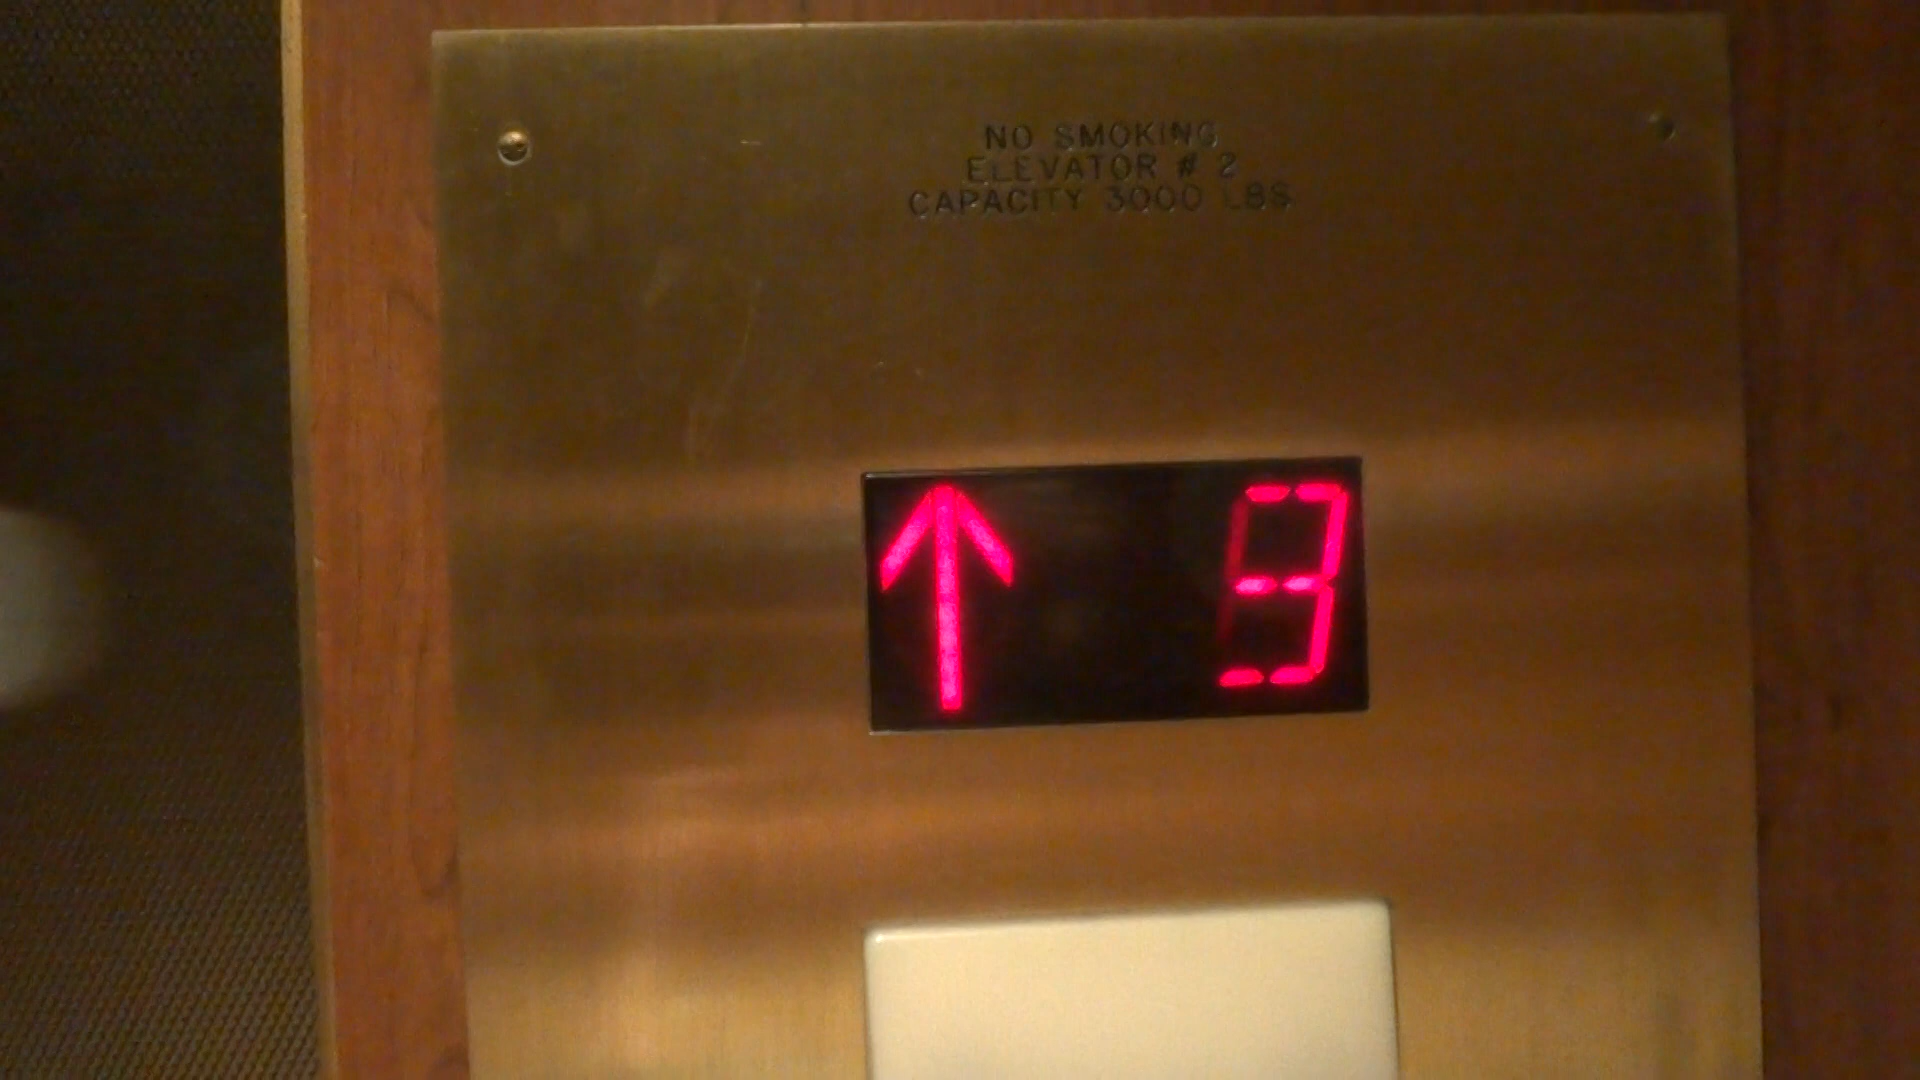 NO SMOKING
ELEVATOR # 2
CAPACITY 3000 LBS
↑ 3